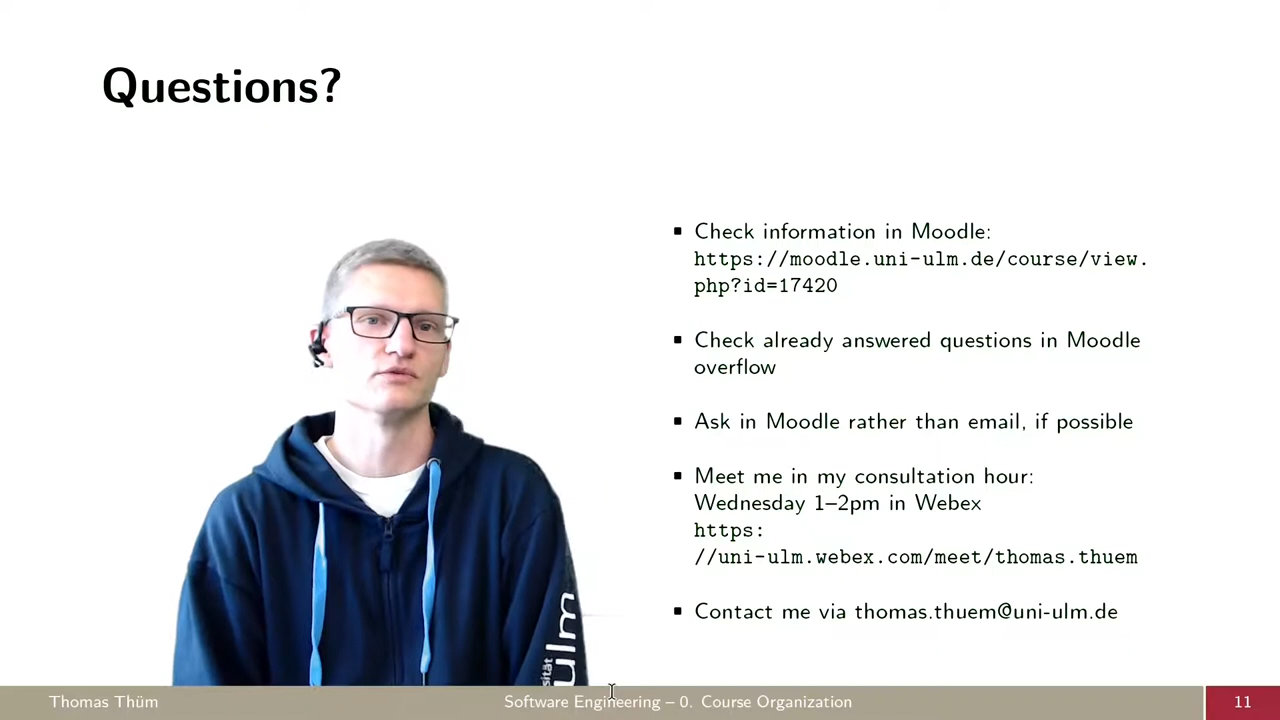 Questions?
Check information in Moodle:
https://moodle.uni-ulm.de/course/view.
php?id=17420
Check already answered questions in Moodle
overflow
Ask in Moodle rather than email, if possible
Meet me in my consultation hour:
Wednesday 1–2pm in Webex
https:
//uni-ulm.webex.com/meet/thomas.thuem
Contact me via thomas.thuem@uni-ulm.de
sität
ulm
Thomas Thüm
Software Engineering – 0. Course Organization
11